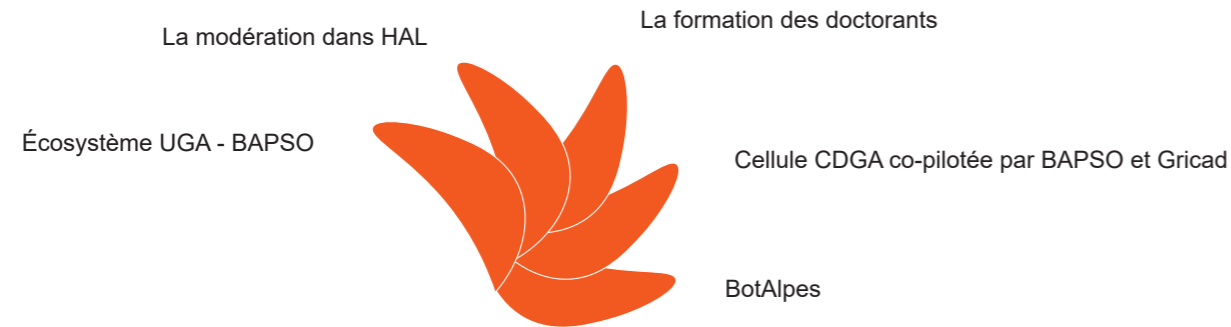 La modération dans HAL
La formation des doctorants
Écosystème UGA - BAPSO
Cellule CDGA co-pilotée par BAPSO et Gricad
BotAlpes